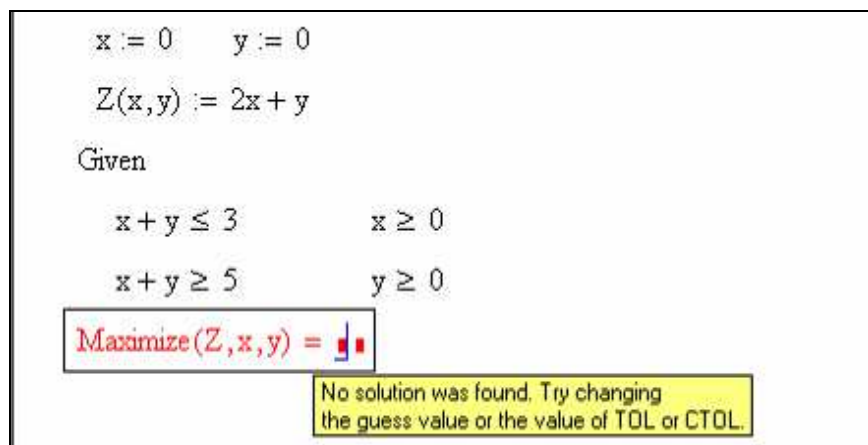 x := 0 y := 0
Z(x,y) := 2x + y
Given
x + y ≤ 3 x ≥ 0
x + y ≥ 5 y ≥ 0
Maximize(Z,x,y) =
No solution was found. Try changing
the guess value or the value of TOL or CTOL.